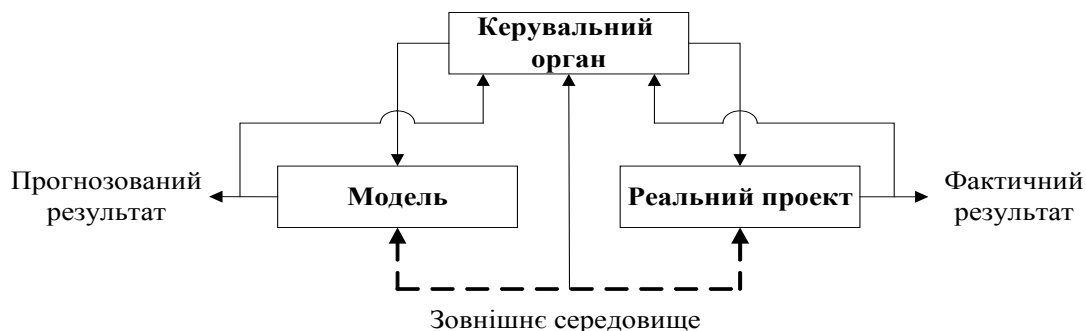 Керувальний
орган
Прогнозований
результат
Модель
Реальний проект
Фактичний
результат
Зовнішнє середовище